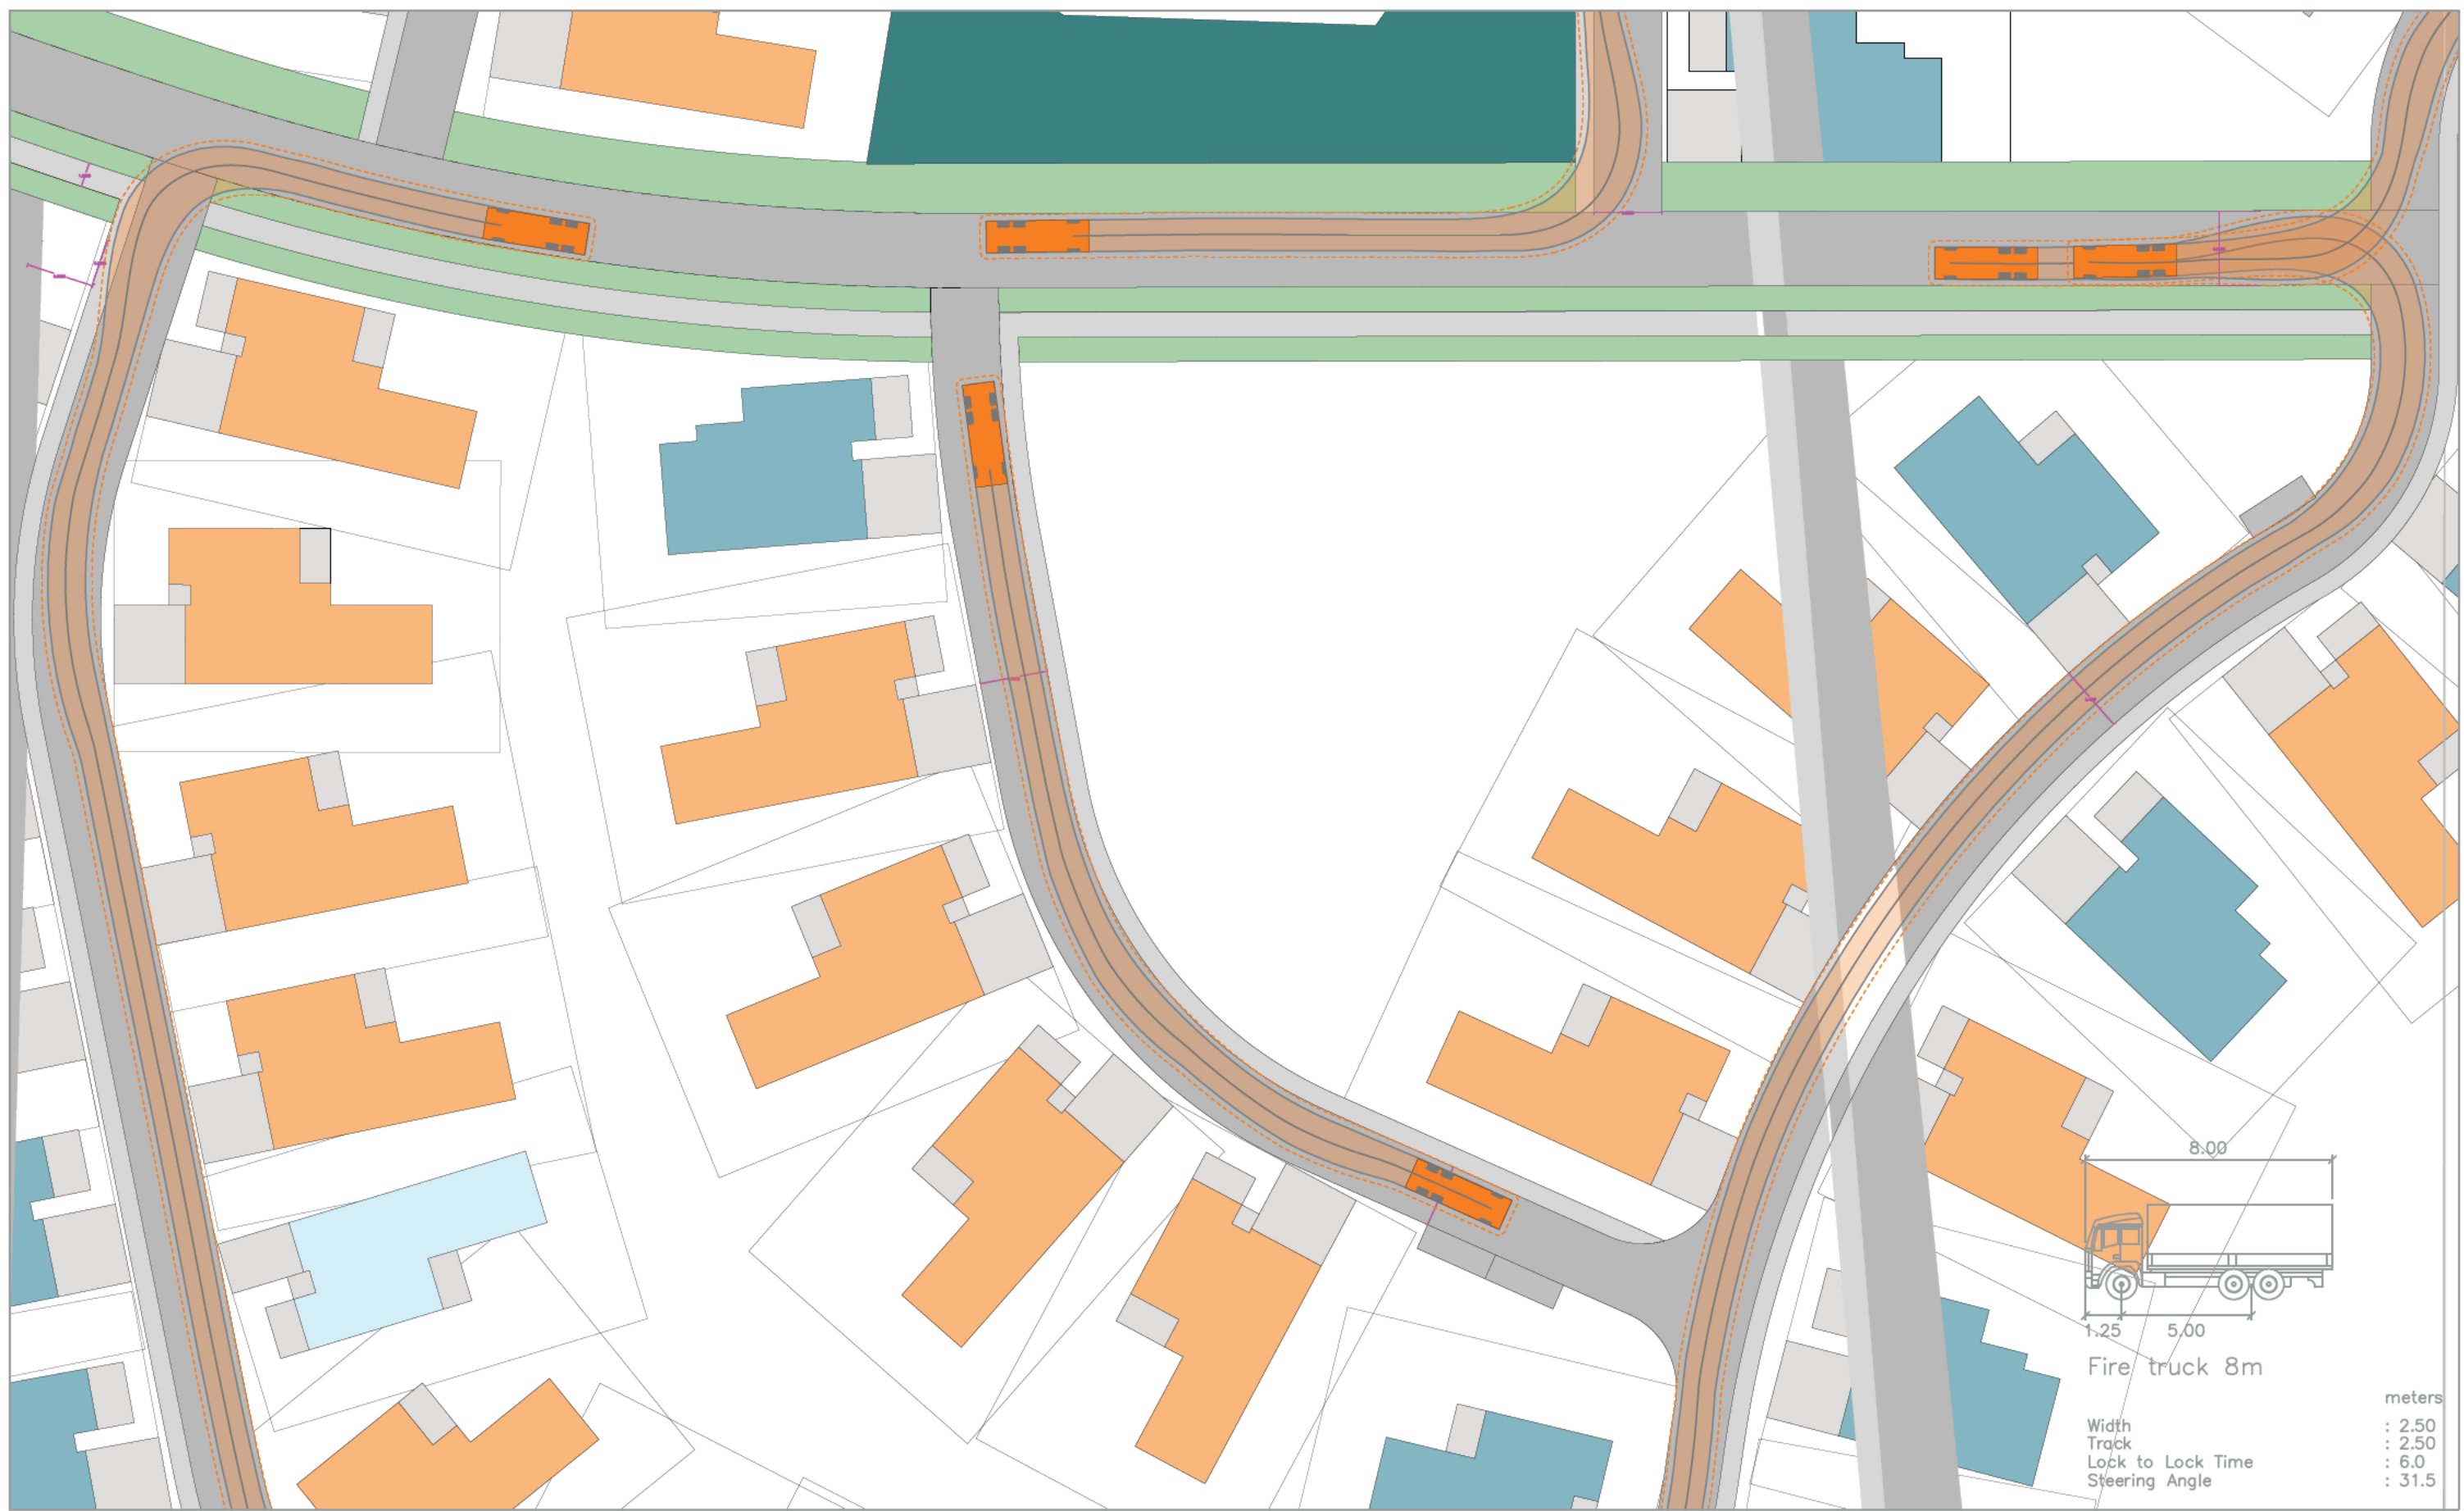 8.00
1.25 5.00
Fire truck 8m
meters
Width : 2.50
Track : 2.50
Lock to Lock Time : 6.0
Steering Angle : 31.5